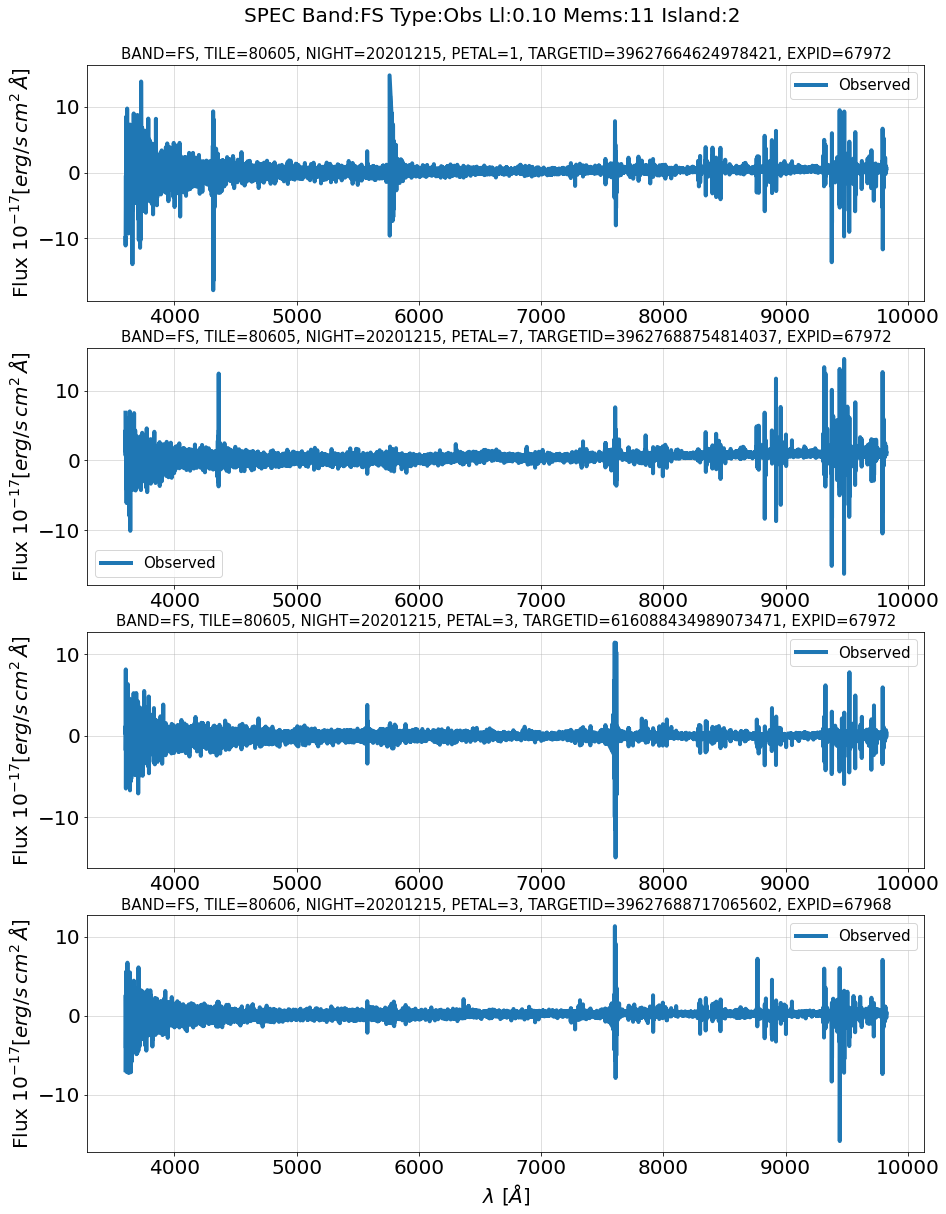 SPEC Band:FS Type:Obs Ll:0.10 Mems:11 Island:2
BAND=FS, TILE=80605, NIGHT=20201215, PETAL=1, TARGETID=39627664624978421, EXPID=67972
Flux 10⁻¹⁷[erg/s cm² Å]
10
0
−10
Observed
4000 5000 6000 7000 8000 9000 10000
BAND=FS, TILE=80605, NIGHT=20201215, PETAL=7, TARGETID=39627688754814037, EXPID=67972
Flux 10⁻¹⁷[erg/s cm² Å]
10
0
−10
Observed
4000 5000 6000 7000 8000 9000 10000
BAND=FS, TILE=80605, NIGHT=20201215, PETAL=3, TARGETID=616088434989073471, EXPID=67972
Flux 10⁻¹⁷[erg/s cm² Å]
10
0
−10
Observed
4000 5000 6000 7000 8000 9000 10000
BAND=FS, TILE=80606, NIGHT=20201215, PETAL=3, TARGETID=39627688717065602, EXPID=67968
Flux 10⁻¹⁷[erg/s cm² Å]
10
0
−10
Observed
4000 5000 6000 7000 8000 9000 10000
λ [Å]